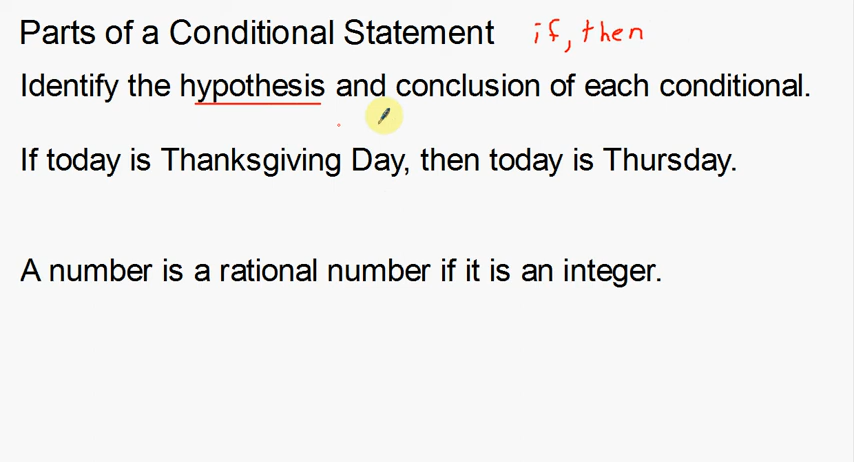 Parts of a Conditional Statement if, then
Identify the hypothesis and conclusion of each conditional.
If today is Thanksgiving Day, then today is Thursday.
A number is a rational number if it is an integer.